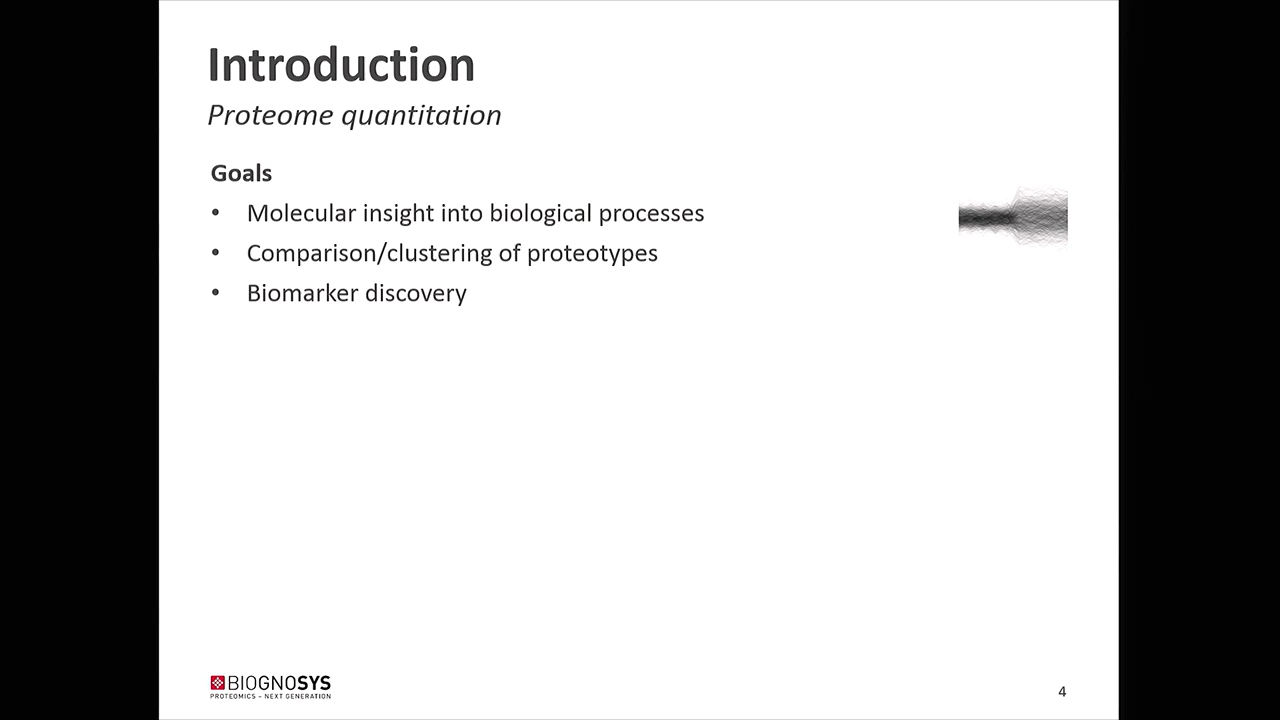 Introduction
Proteome quantitation
Goals
• Molecular insight into biological processes
• Comparison/clustering of proteotypes
• Biomarker discovery
BIOGNOSYS
PROTEOMICS – NEXT GENERATION
4